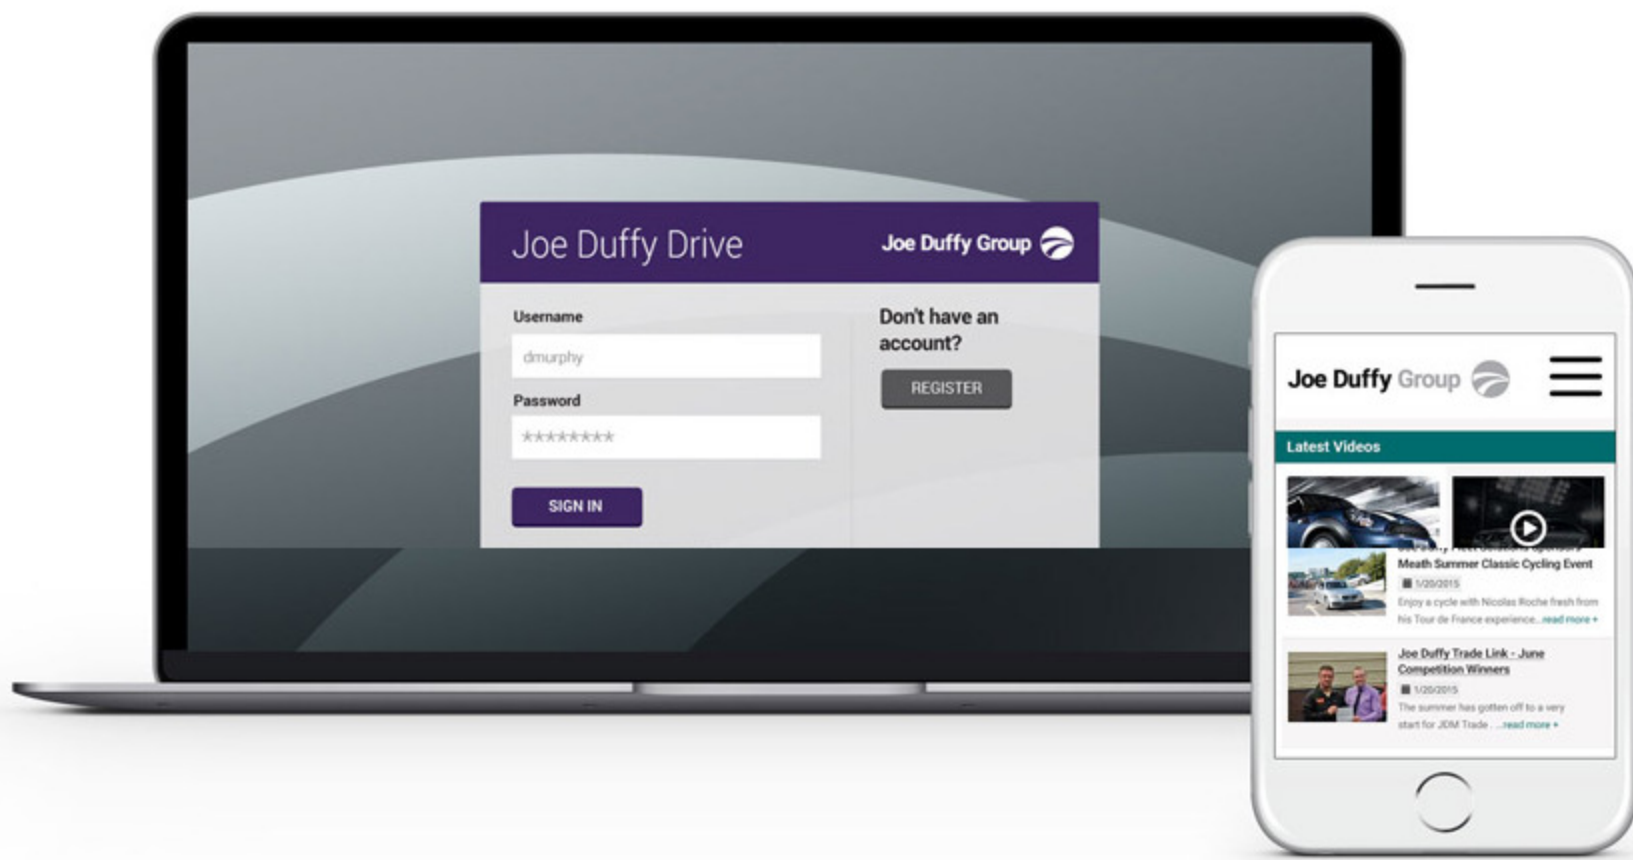 Joe Duffy Drive
Joe Duffy Group
Username
dmurphy
Password
********
SIGN IN
Don't have an
account?
REGISTER
Joe Duffy Group
Latest Videos
Meath Summer Classic Cycling Event
1/20/2015
Enjoy a cycle with Nicolas Roche fresh from
his Tour de France experience...read more +
Joe Duffy Trade Link - June
Competition Winners
1/20/2015
The summer has gotten off to a very
start for JDM Trade . ...read more +